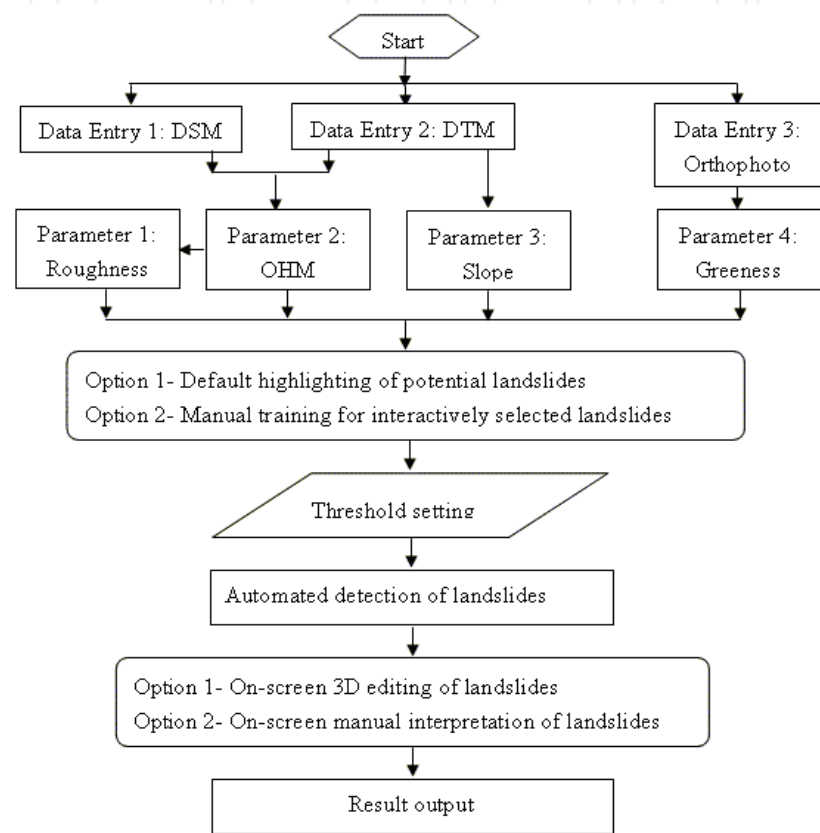 Start
Data Entry 1: DSM
Data Entry 2: DTM
Data Entry 3:
Orthophoto
Parameter 1:
Roughness
Parameter 2:
OHM
Parameter 3:
Slope
Parameter 4:
Greeness
Option 1- Default highlighting of potential landslides
Option 2- Manual training for interactively selected landslides
Threshold setting
Automated detection of landslides
Option 1- On-screen 3D editing of landslides
Option 2- On-screen manual interpretation of landslides
Result output